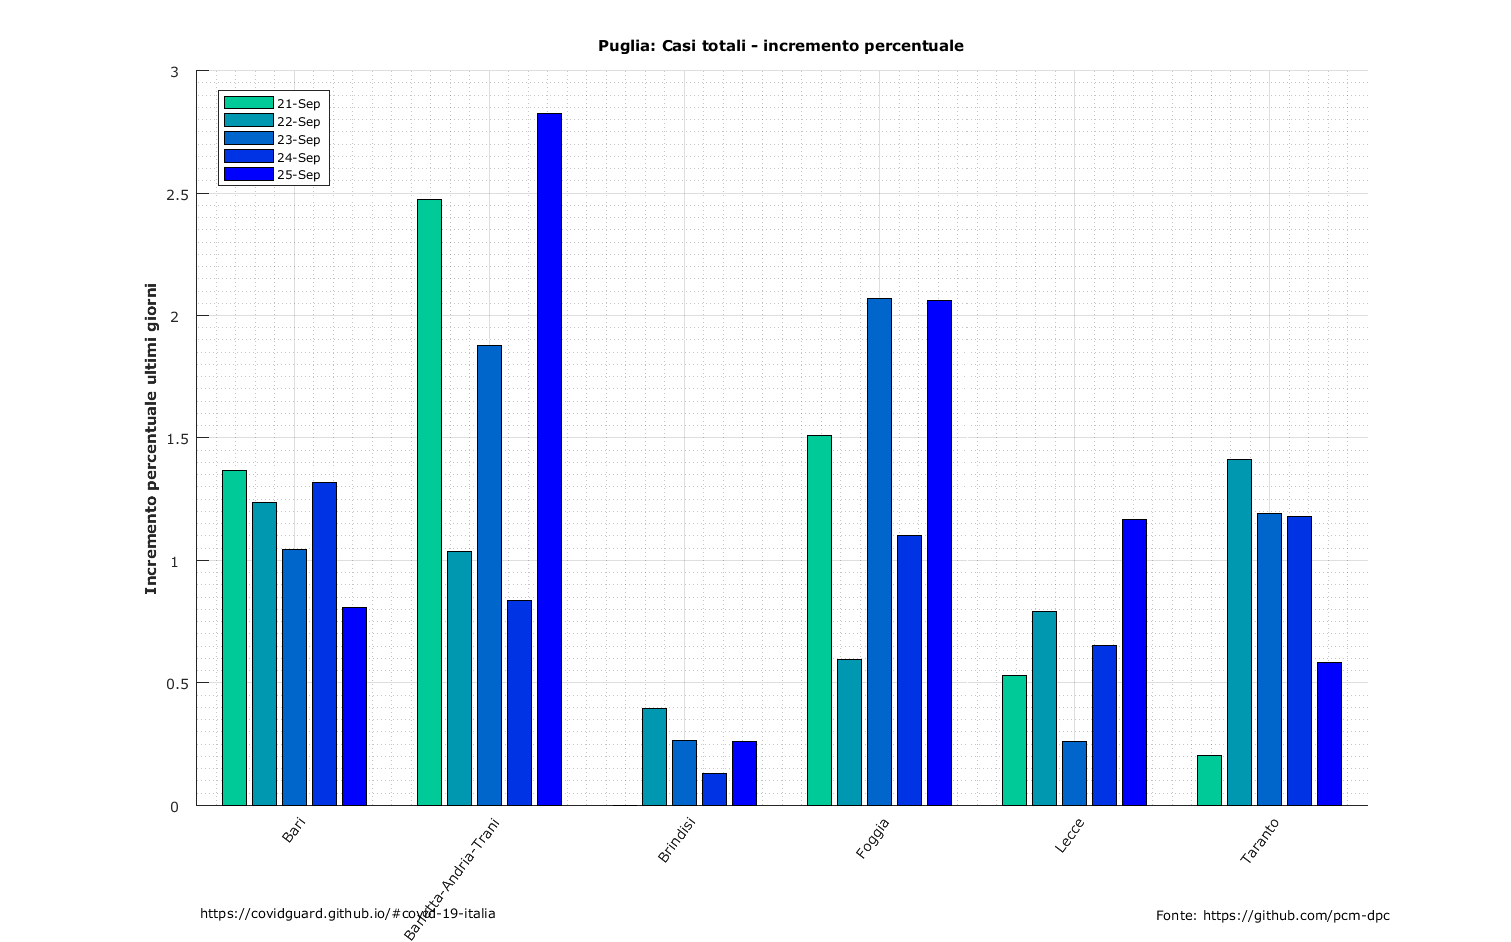 Puglia: Casi totali - incremento percentuale
3
2.5
2
1.5
1
0.5
0
Incremento percentuale ultimi giorni
21-Sep
22-Sep
23-Sep
24-Sep
25-Sep
Bari
Barletta-Andria-Trani
Brindisi
Foggia
Lecce
Taranto
https://covidguard.github.io/#covid-19-italia
Fonte: https://github.com/pcm-dpc